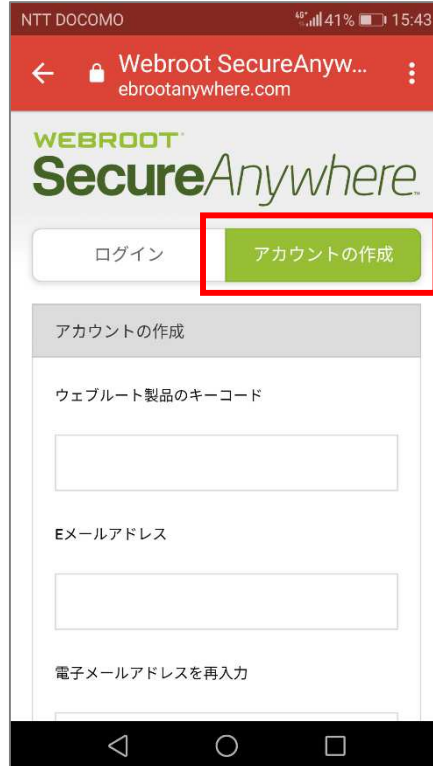 NTT DOCOMO 4G+ 41% 15:43
Webroot SecureAnyw...
ebrootanywhere.com
WEBROOT
SecureAnywhere
ログイン アカウントの作成
アカウントの作成
ウェブルート製品のキーコード
Eメールアドレス
電子メールアドレスを再入力